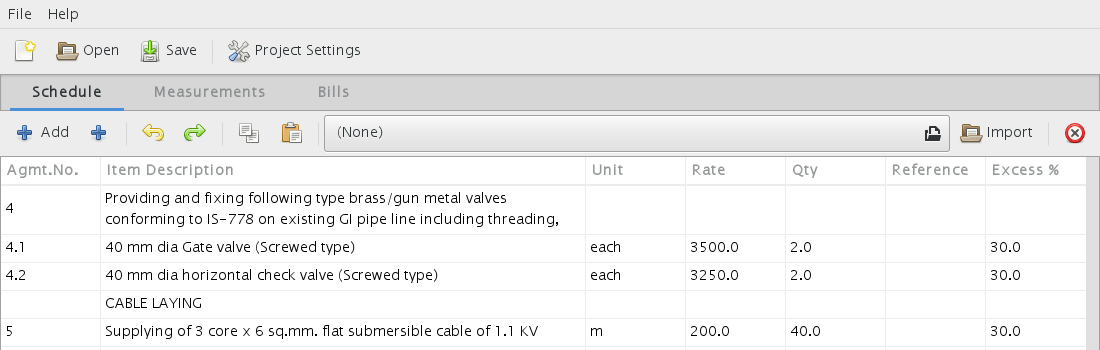 File Help
Open Save Project Settings
Schedule Measurements Bills
Add (None) Import
Agmt.No. Item Description Unit Rate Qty Reference Excess %
4 Providing and fixing following type brass/gun metal valves
conforming to IS-778 on existing GI pipe line including threading,
4.1 40 mm dia Gate valve (Screwed type) each 3500.0 2.0 30.0
4.2 40 mm dia horizontal check valve (Screwed type) each 3250.0 2.0 30.0
CABLE LAYING
5 Supplying of 3 core x 6 sq.mm. flat submersible cable of 1.1 KV m 200.0 40.0 30.0